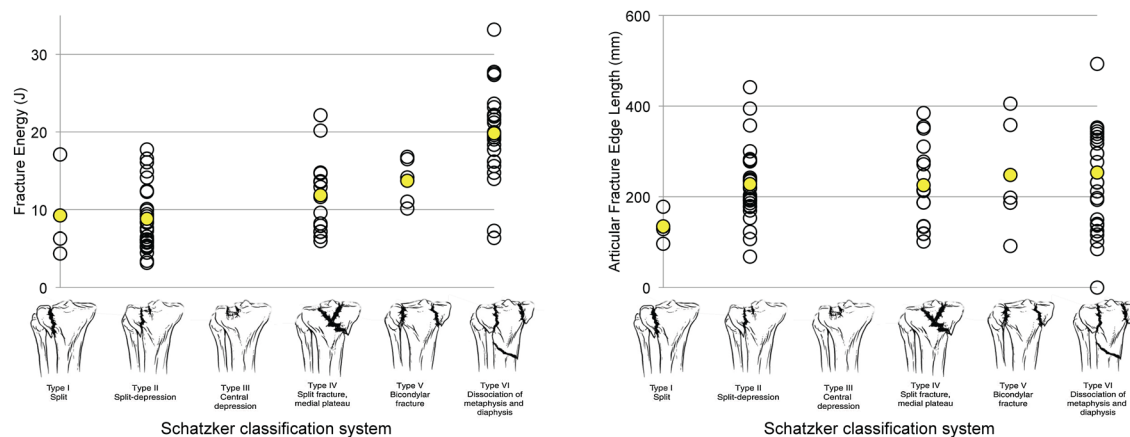 Fracture Energy (J)
30
20
10
0
Type I
Split
Type II
Split-depression
Type III
Central
depression
Type IV
Split fracture,
medial plateau
Type V
Bicondylar
fracture
Type VI
Dissociation of
metaphysis and
diaphysis
Schatzker classification system
Articular Fracture Edge Length (mm)
600
400
200
0
Type I
Split
Type II
Split-depression
Type III
Central
depression
Type IV
Split fracture,
medial plateau
Type V
Bicondylar
fracture
Type VI
Dissociation of
metaphysis and
diaphysis
Schatzker classification system